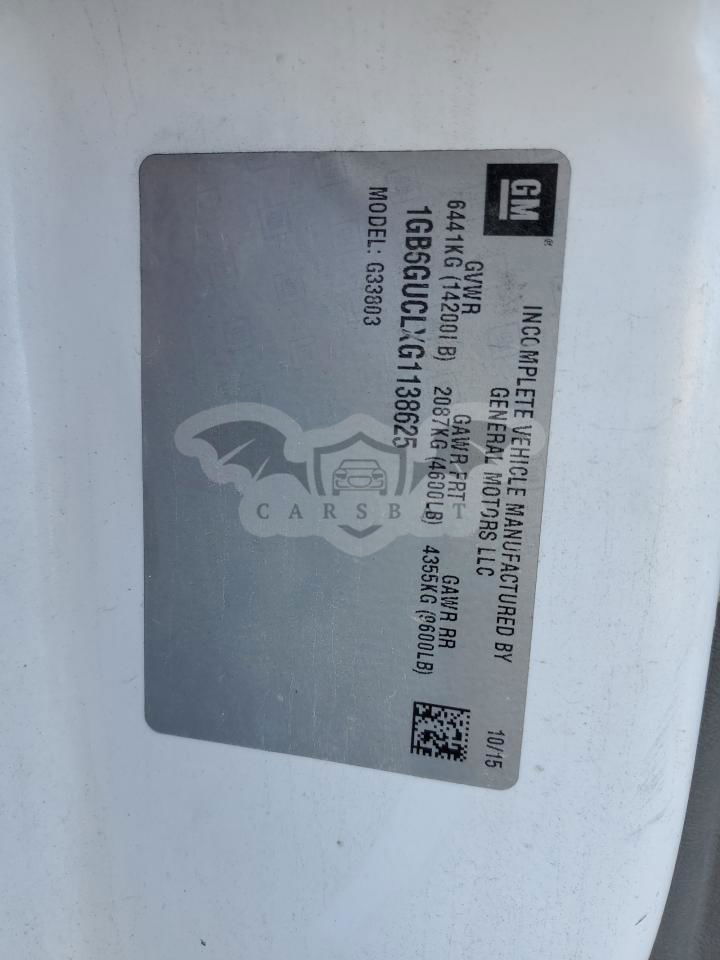 GM
®
INCOMPLETE VEHICLE MANUFACTURED BY
GENERAL MOTORS LLC
10/15
GVWR GAWR FRT GAWR RR
6441KG (14200LB) 2087KG (4600LB) 4355KG (9600LB)
1GB6GUCLXG1138625
MODEL: G33803
CARSBAT